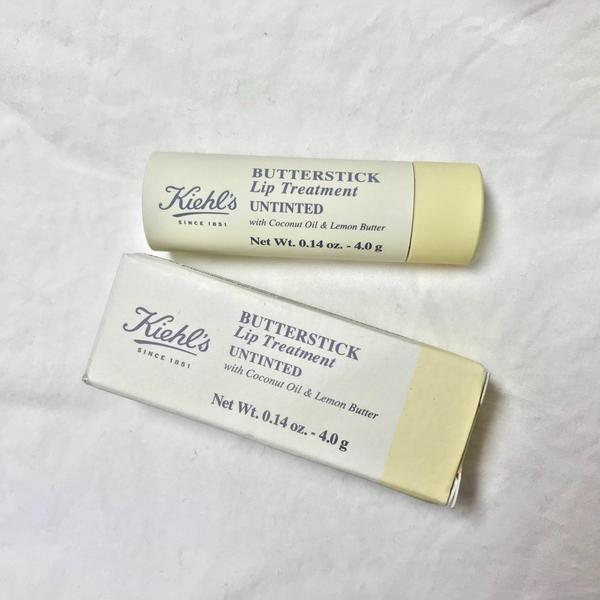 Kiehl's
SINCE 1851
BUTTERSTICK
Lip Treatment
UNTINTED
with Coconut Oil & Lemon Butter
Net Wt. 0.14 oz. - 4.0 g
Kiehl's
SINCE 1851
BUTTERSTICK
Lip Treatment
UNTINTED
with Coconut Oil & Lemon Butter
Net Wt. 0.14 oz. - 4.0 g